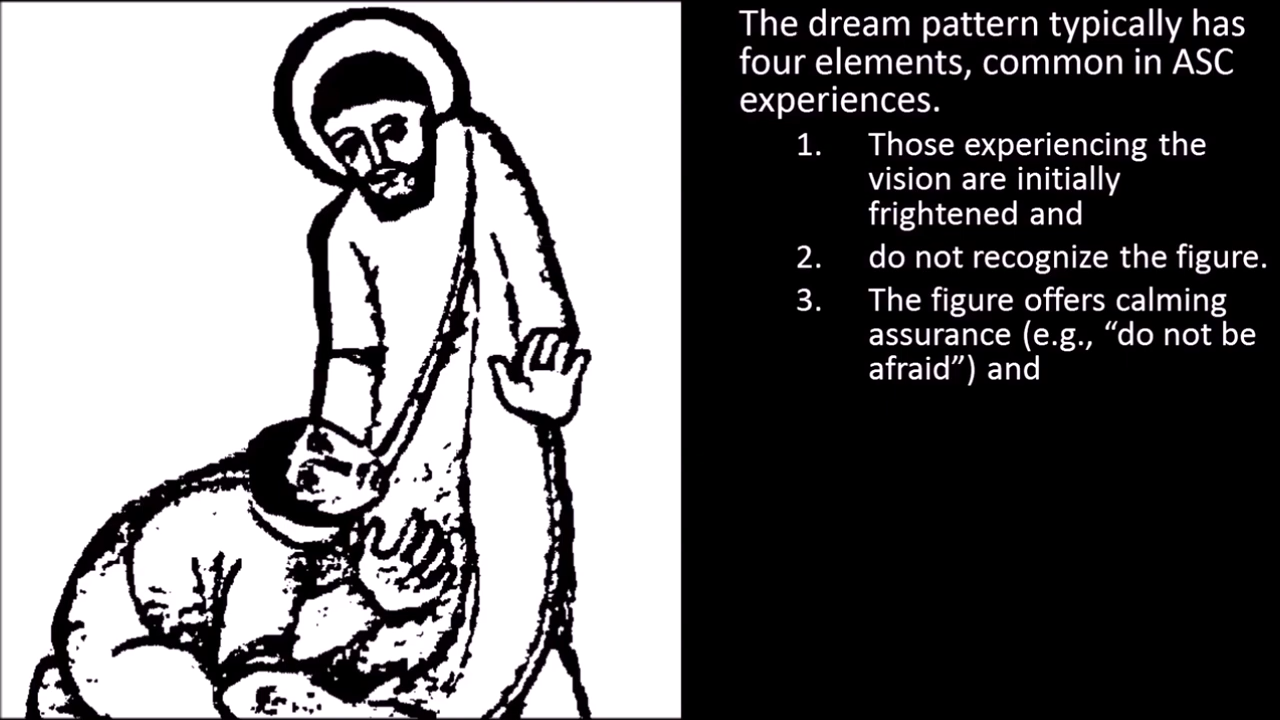 The dream pattern typically has
four elements, common in ASC
experiences.
1. Those experiencing the
vision are initially
frightened and
2. do not recognize the figure.
3. The figure offers calming
assurance (e.g., “do not be
afraid”) and